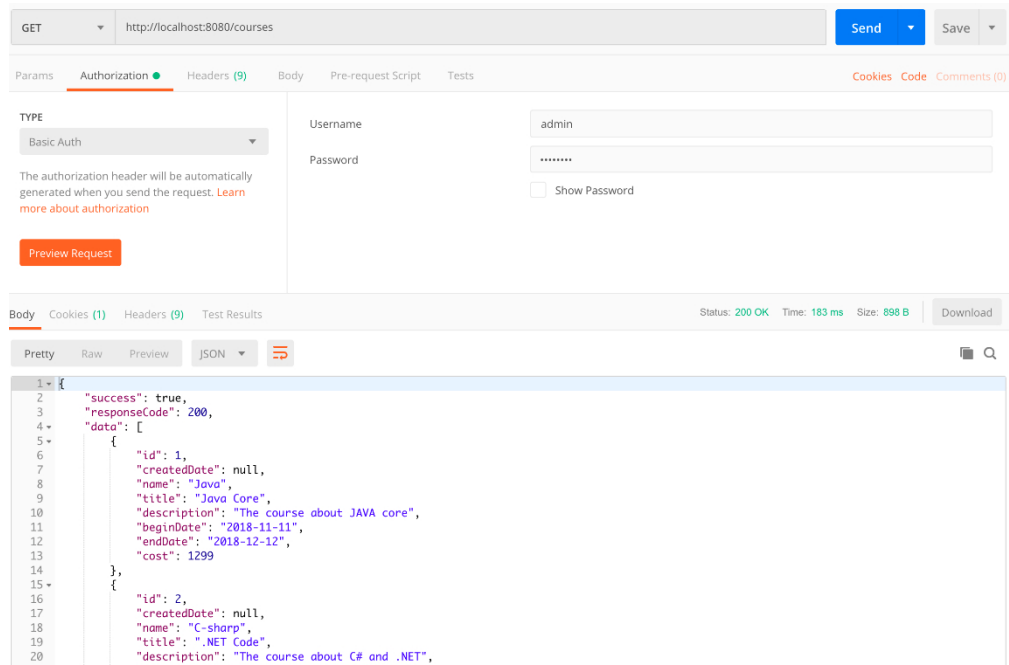 GET http://localhost:8080/courses Send Save
Params Authorization Headers (9) Body Pre-request Script Tests Cookies Code Comments (0)
TYPE
Basic Auth
The authorization header will be automatically
generated when you send the request. Learn
more about authorization
Preview Request
Username admin
Password ••••••••
Show Password
Body Cookies (1) Headers (9) Test Results Status: 200 OK Time: 183 ms Size: 898 B Download
Pretty Raw Preview JSON
1 {
2 "success": true,
3 "responseCode": 200,
4 "data": [
5 {
6 "id": 1,
7 "createdDate": null,
8 "name": "Java",
9 "title": "Java Core",
10 "description": "The course about JAVA core",
11 "beginDate": "2018-11-11",
12 "endDate": "2018-12-12",
13 "cost": 1299
14 },
15 {
16 "id": 2,
17 "createdDate": null,
18 "name": "C-sharp",
19 "title": ".NET Code",
20 "description": "The course about C# and .NET",